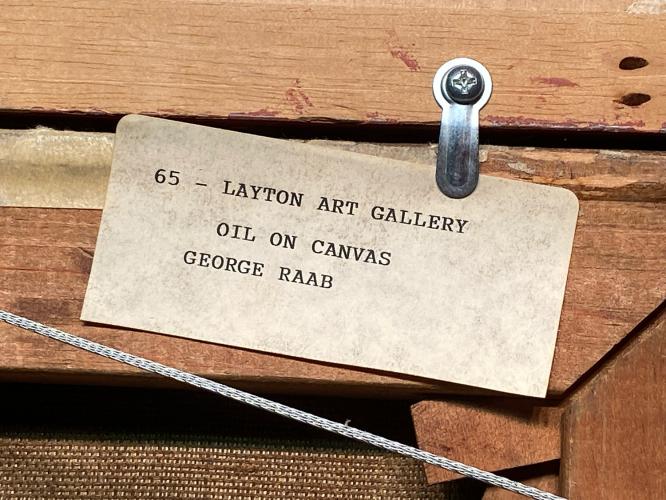 65 - LAYTON ART GALLERY
OIL ON CANVAS
GEORGE RAAB